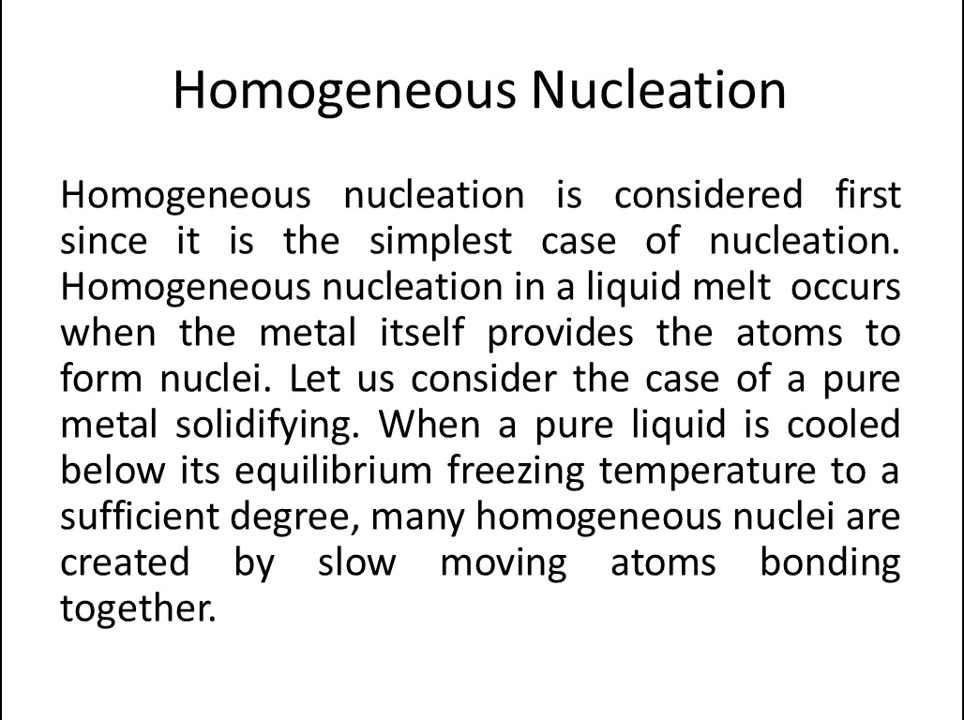 Homogeneous Nucleation
Homogeneous nucleation is considered first
since it is the simplest case of nucleation.
Homogeneous nucleation in a liquid melt occurs
when the metal itself provides the atoms to
form nuclei. Let us consider the case of a pure
metal solidifying. When a pure liquid is cooled
below its equilibrium freezing temperature to a
sufficient degree, many homogeneous nuclei are
created by slow moving atoms bonding
together.